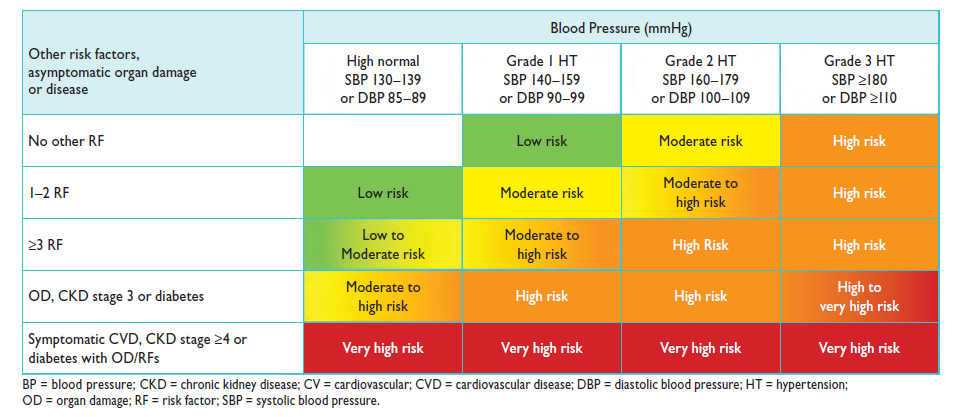 Blood Pressure (mmHg)
Other risk factors,
asymptomatic organ damage
or disease
High normal
SBP 130–139
or DBP 85–89
Grade 1 HT
SBP 140–159
or DBP 90–99
Grade 2 HT
SBP 160–179
or DBP 100–109
Grade 3 HT
SBP ≥180
or DBP ≥110
No other RF
Low risk
Moderate risk
High risk
1–2 RF
Low risk
Moderate risk
Moderate to
high risk
High risk
≥3 RF
Low to
Moderate risk
Moderate to
high risk
High Risk
High risk
OD, CKD stage 3 or diabetes
Moderate to
high risk
High risk
High risk
High to
very high risk
Symptomatic CVD, CKD stage ≥4 or
diabetes with OD/RFs
Very high risk
Very high risk
Very high risk
Very high risk
BP = blood pressure; CKD = chronic kidney disease; CV = cardiovascular; CVD = cardiovascular disease; DBP = diastolic blood pressure; HT = hypertension;
OD = organ damage; RF = risk factor; SBP = systolic blood pressure.